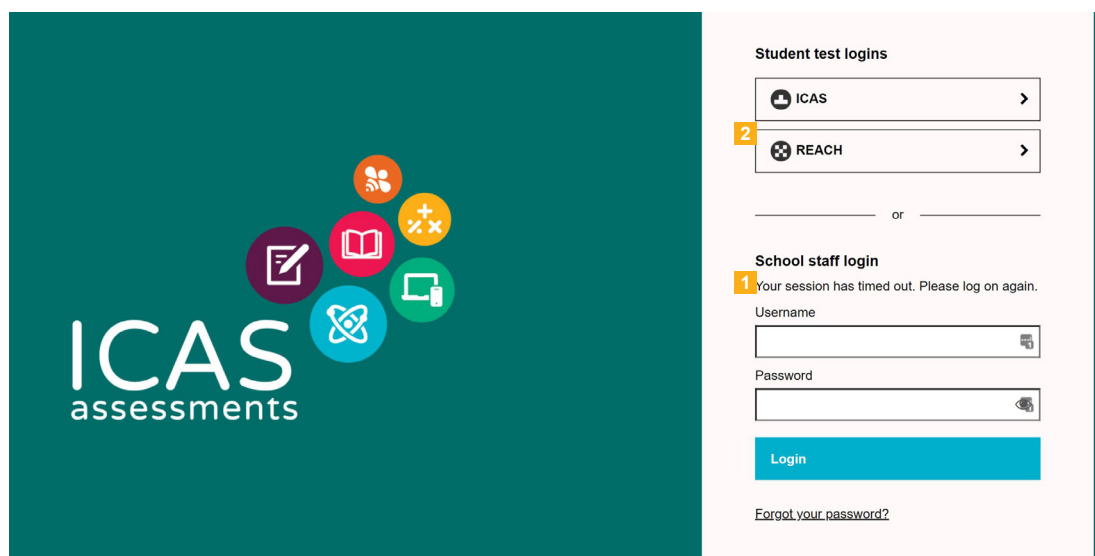 ICAS
assessments
Student test logins
ICAS
2
REACH
or
School staff login
1
Your session has timed out. Please log on again.
Username
Password
Login
Forgot your password?